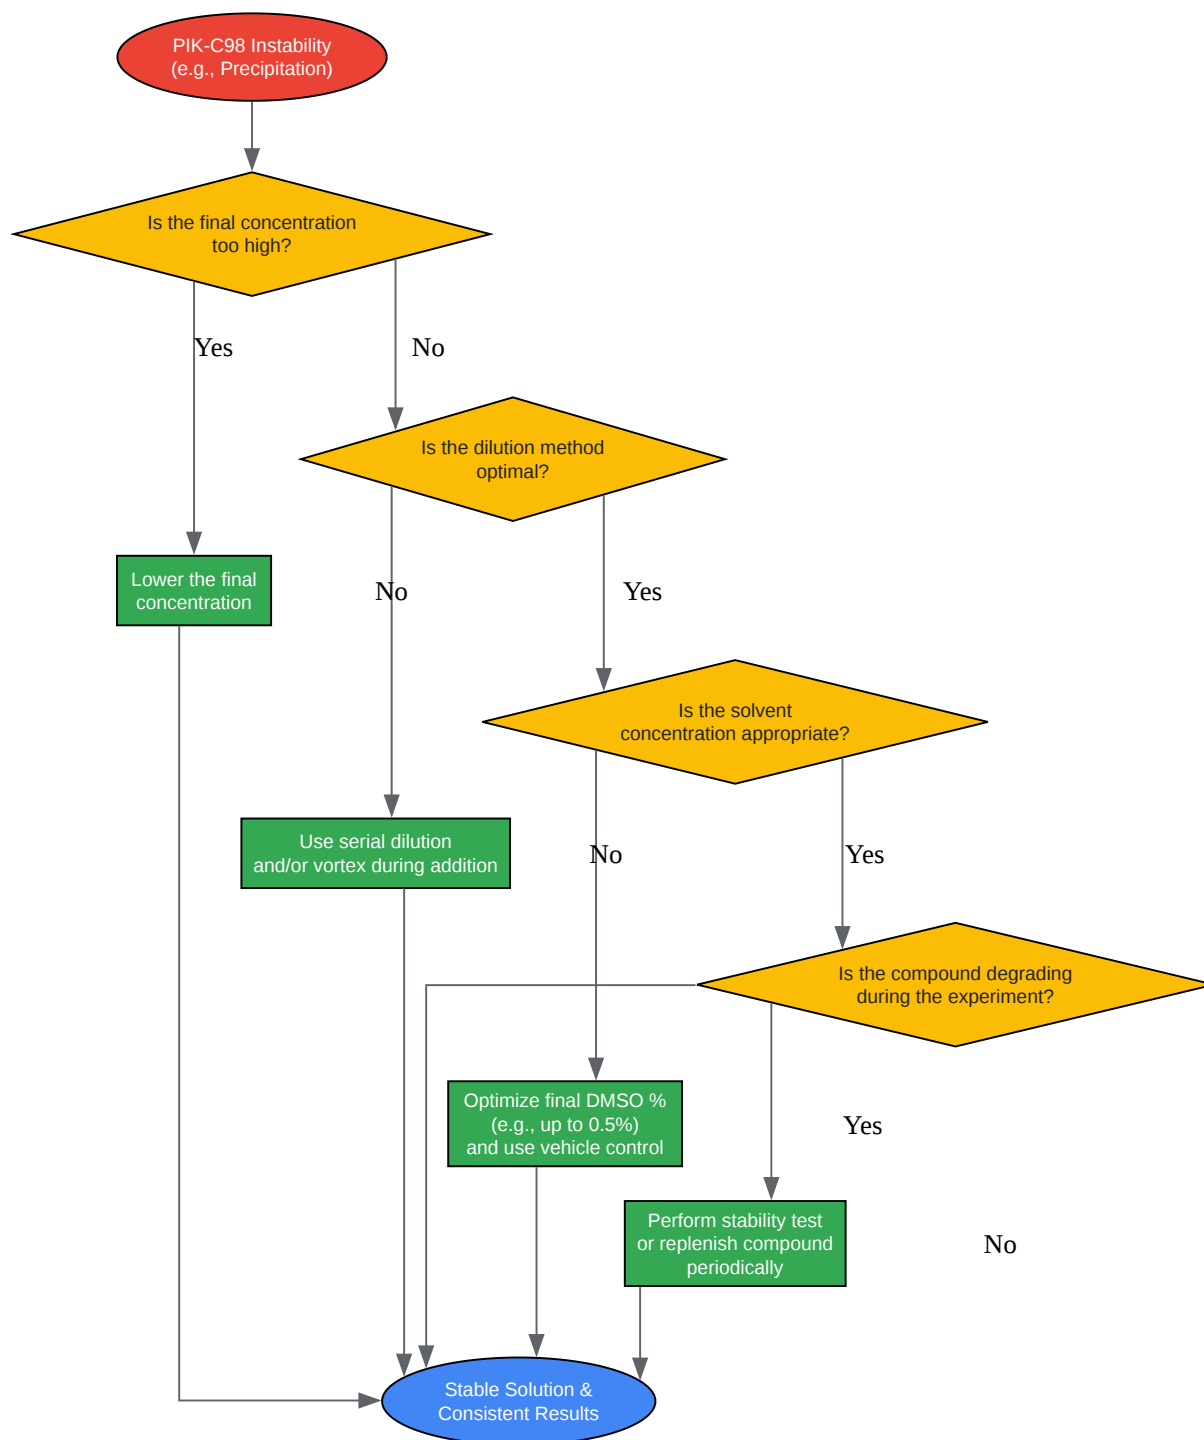 PIK-C98 Instability
(e.g., Precipitation)
Is the final concentration
too high?
Yes
No
Is the dilution method
optimal?
Lower the final
concentration
No
Yes
Is the solvent
concentration appropriate?
Use serial dilution
and/or vortex during addition
No
Yes
Is the compound degrading
during the experiment?
Optimize final DMSO %
(e.g., up to 0.5%)
and use vehicle control
Yes
Perform stability test
or replenish compound
periodically
No
Stable Solution &
Consistent Results